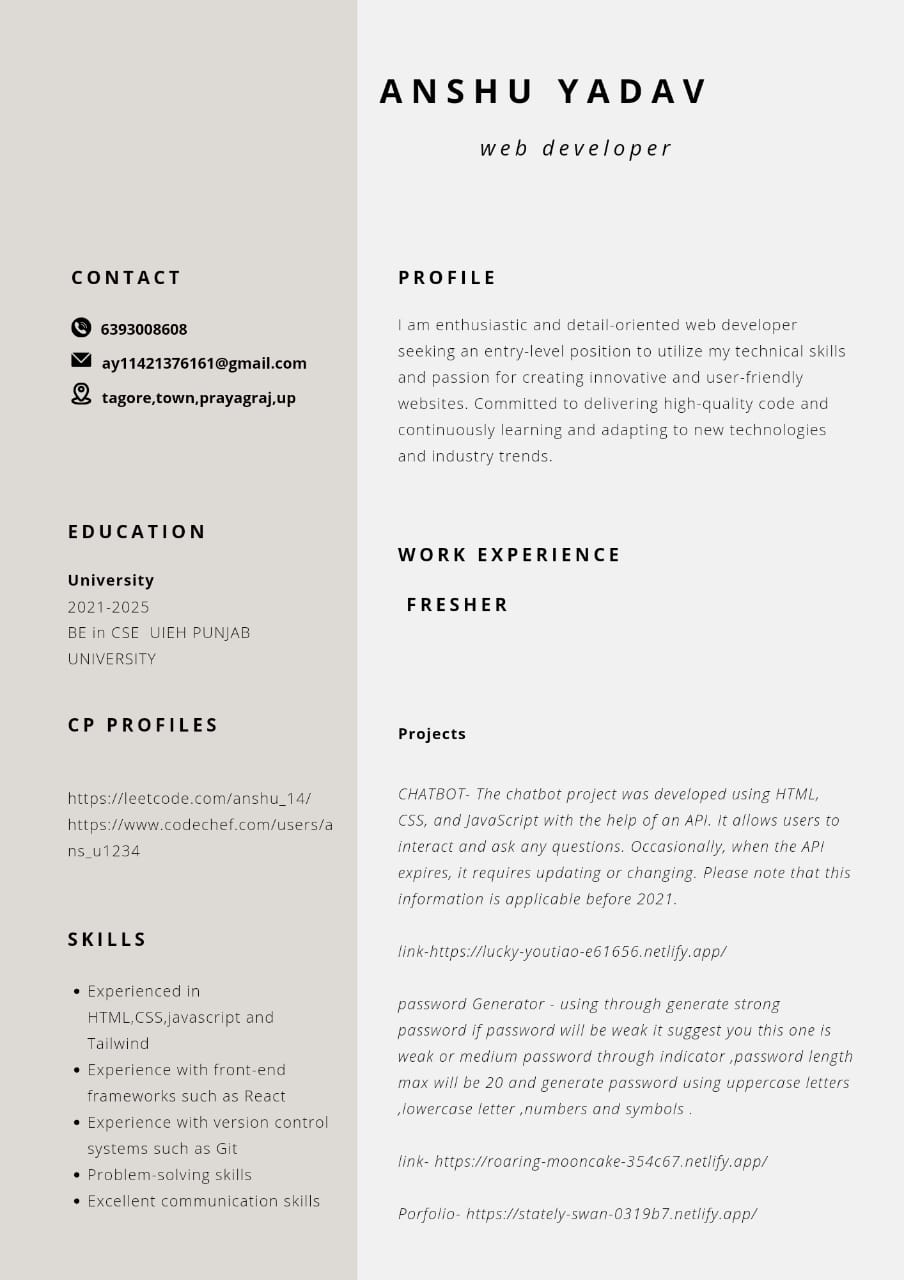 ANSHU YADAV
web developer
CONTACT
6393008608
ay11421376161@gmail.com
tagore,town,prayagraj,up
EDUCATION
University
2021-2025
BE in CSE  UIEH PUNJAB
UNIVERSITY
CP PROFILES
https://leetcode.com/anshu_14/
https://www.codechef.com/users/a
ns_u1234
SKILLS
• Experienced in
HTML,CSS,javascript and
Tailwind
• Experience with front-end
frameworks such as React
• Experience with version control
systems such as Git
• Problem-solving skills
• Excellent communication skills
PROFILE
I am enthusiastic and detail-oriented web developer
seeking an entry-level position to utilize my technical skills
and passion for creating innovative and user-friendly
websites. Committed to delivering high-quality code and
continuously learning and adapting to new technologies
and industry trends.
WORK EXPERIENCE
FRESHER
Projects
CHATBOT- The chatbot project was developed using HTML,
CSS, and JavaScript with the help of an API. It allows users to
interact and ask any questions. Occasionally, when the API
expires, it requires updating or changing. Please note that this
information is applicable before 2021.
link-https://lucky-youtiao-e61656.netlify.app/
password Generator - using through generate strong
password if password will be weak it suggest you this one is
weak or medium password through indicator ,password length
max will be 20 and generate password using uppercase letters
,lowercase letter ,numbers and symbols .
link- https://roaring-mooncake-354c67.netlify.app/
Porfolio- https://stately-swan-0319b7.netlify.app/